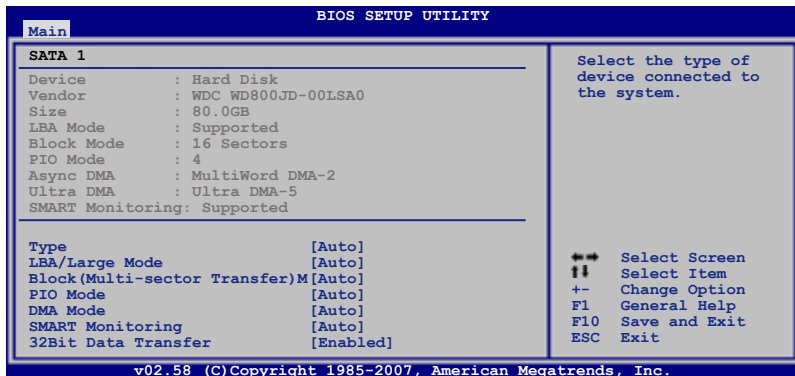 BIOS SETUP UTILITY
Main
SATA 1
Device : Hard Disk
Vendor : WDC WD800JD-00LSA0
Size : 80.0GB
LBA Mode : Supported
Block Mode : 16 Sectors
PIO Mode : 4
Async DMA : MultiWord DMA-2
Ultra DMA : Ultra DMA-5
SMART Monitoring: Supported
Type [Auto]
LBA/Large Mode [Auto]
Block(Multi-sector Transfer)M[Auto]
PIO Mode [Auto]
DMA Mode [Auto]
SMART Monitoring [Auto]
32Bit Data Transfer [Enabled]
Select the type of
device connected to
the system.
Select Screen
Select Item
+- Change Option
F1 General Help
F10 Save and Exit
ESC Exit
v02.58 (C)Copyright 1985-2007, American Megatrends, Inc.